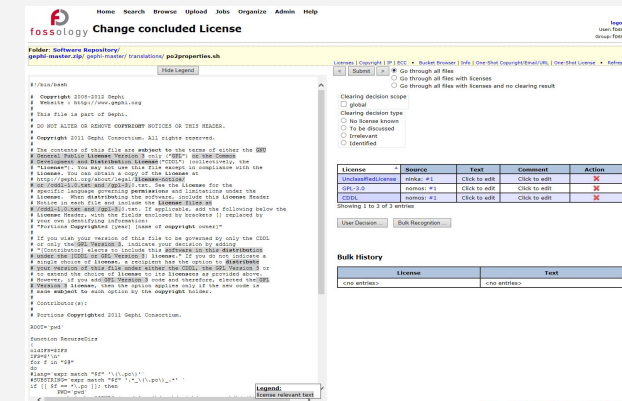 Home Search Browse Upload Jobs Organize Admin Help
fossology
Change concluded License
logo
User: foss
Group: foss
Folder: Software Repository/
gephi-master.zip/ gephi-master/ translations/ po2properties.sh
Licenses | Copyright | IP | ECC • Bucket Browser | Info | One-Shot Copyright/Email/URL | One-Shot License • Refres
Hide Legend
#!/bin/bash
# Copyright 2008-2012 Gephi
# Website : http://www.gephi.org
#
# This file is part of Gephi.
#
# DO NOT ALTER OR REMOVE COPYRIGHT NOTICES OR THIS HEADER.
#
# Copyright 2011 Gephi Consortium. All rights reserved.
#
# The contents of this file are subject to the terms of either the GNU
# General Public License Version 3 only ("GPL") or the Common
# Development and Distribution License("CDDL") (collectively, the
# "License"). You may not use this file except in compliance with the
# License. You can obtain a copy of the License at
# http://gephi.org/about/legal/license-notice/
# or /cddl-1.0.txt and /gpl-3.0.txt. See the License for the
# specific language governing permissions and limitations under the
# License. When distributing the software, include this License Header
# Notice in each file and include the License files at
# /cddl-1.0.txt and /gpl-3.0.txt. If applicable, add the following below the
# License Header, with the fields enclosed by brackets [] replaced by
# your own identifying information:
# "Portions Copyrighted [year] [name of copyright owner]"
#
# If you wish your version of this file to be governed by only the CDDL
# or only the GPL Version 3, indicate your decision by adding
# "[Contributor] elects to include this software in this distribution
# under the [CDDL or GPL Version 3] license." If you do not indicate a
# single choice of license, a recipient has the option to distribute
# your version of this file under either the CDDL, the GPL Version 3 or
# to extend the choice of license to its licensees as provided above.
# However, if you add GPL Version 3 code and therefore, elected the GPL
# Version 3 license, then the option applies only if the new code is
# made subject to such option by the copyright holder.
#
# Contributor(s):
#
# Portions Copyrighted 2011 Gephi Consortium.
ROOT=`pwd`
function RecurseDirs
{
oldIFS=$IFS
IFS=$'\n'
for f in "$@"
do
#lang=`expr match "$f" '\(\.po\)'`
if [[ $f == *\.po ]]; then
PWD=`pwd`
Legend:
license relevant text
< Submit > Go through all files
Go through all files with licenses
Go through all files with licenses and no clearing result
Clearing decision scope
global
Clearing decision type
No license known
To be discussed
Irrelevant
Identified
License Source Text Comment Action
UnclassifiedLicense ninka: #1 Click to edit Click to edit
GPL-3.0 nomos: #1 Click to edit Click to edit
CDDL nomos: #1 Click to edit Click to edit
Showing 1 to 3 of 3 entries
User Decision ... Bulk Recognition ...
Bulk History
License Text
<no entries> <no entries>